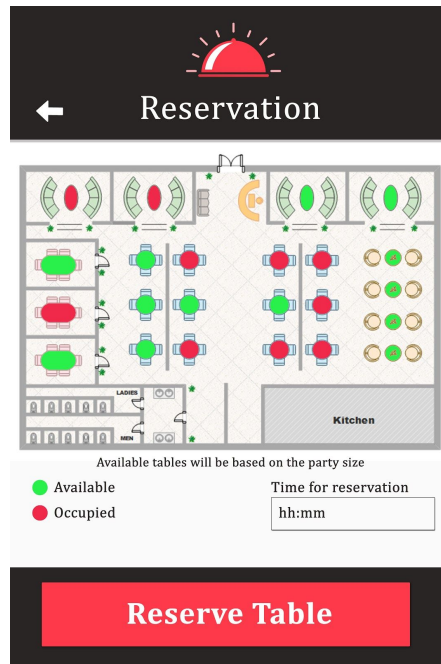 Reservation
LADIES
MEN
Kitchen
Available tables will be based on the party size
Available
Time for reservation
Occupied
hh:mm
Reserve Table